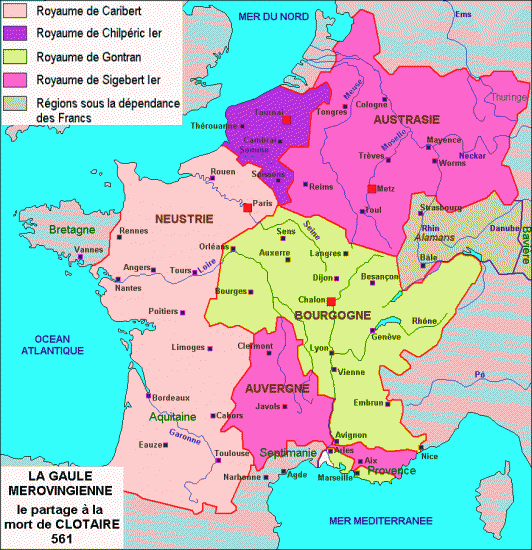 Royaume de Caribert
Royaume de Chilpéric Ier
Royaume de Gontran
Royaume de Sigebert Ier
Régions sous la dépendance
des Francs
MER DU NORD
Ems
Thuringe
Meuse
Tournai
Tongres
Cologne
AUSTRASIE
Thérouanne
Cambrai
Somme
Moselle
Mayence
Trèves
Worms
Neckar
Rouen
Soissons
Reims
Metz
Paris
Toul
Strasbourg
NEUSTRIE
Bretagne
Rennes
Vannes
Seine
Sens
Rhin
Alamans
Danube
Bavière
Orléans
Auxerre
Langres
Bâle
Angers
Tours
Loire
Nantes
Dijon
Besançon
Bourges
Chalon
Poitiers
BOURGOGNE
Rhône
Genève
OCEAN
ATLANTIQUE
Limoges
Clermont
Lyon
Vienne
Pô
AUVERGNE
Bordeaux
Javols
Embrun
Aquitaine
Cahors
Garonne
Eauze
Avignon
Toulouse
Septimanie
Arles
Aix
Nice
Provence
Narbonne
Agde
Marseille
LA GAULE
MEROVINGIENNE
le partage à la
mort de CLOTAIRE
561
MER MEDITERRANEE